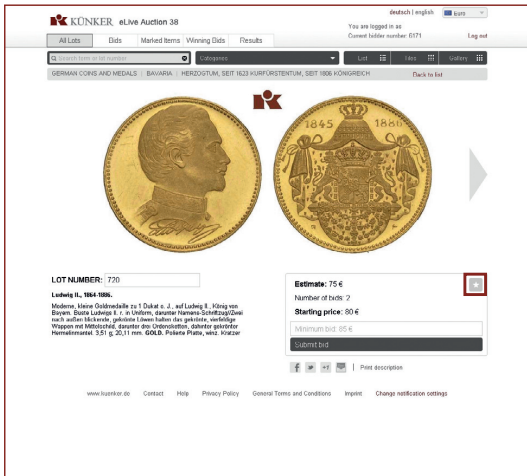 KÜNKER eLive Auction 38
deutsch | english
Euro
You are logged in as
Current bidder number: 6171
Log out
All Lots
Bids
Marked Items
Winning Bids
Results
Search term or lot number
Categories
List
Tiles
Gallery
GERMAN COINS AND MEDALS | BAVARIA | HERZOGTUM, SEIT 1623 KURFÜRSTENTUM, SEIT 1806 KÖNIGREICH
Back to list
1845 1886
LOT NUMBER: 720
Ludwig II., 1864-1886.
Moderne, kleine Goldmedaille zu 1 Dukat o. J., auf Ludwig II., König von
Bayern. Büste Ludwigs II. r. in Uniform, darunter Namens-Schriftzug//Zwei
nach außen blickende, gekrönte Löwen halten das gekrönte, vierfeldige
Wappen mit Mittelschild, darunter drei Ordensketten, dahinter gekrönter
Hermelinmantel. 3,51 g; 20,11 mm. GOLD. Polierte Platte, winz. Kratzer
Estimate: 75 €
Number of bids: 2
Starting price: 80 €
Minimum bid: 85 €
Submit bid
Print description
www.kuenker.de
Contact
Help
Privacy Policy
General Terms and Conditions
Imprint
Change notification settings